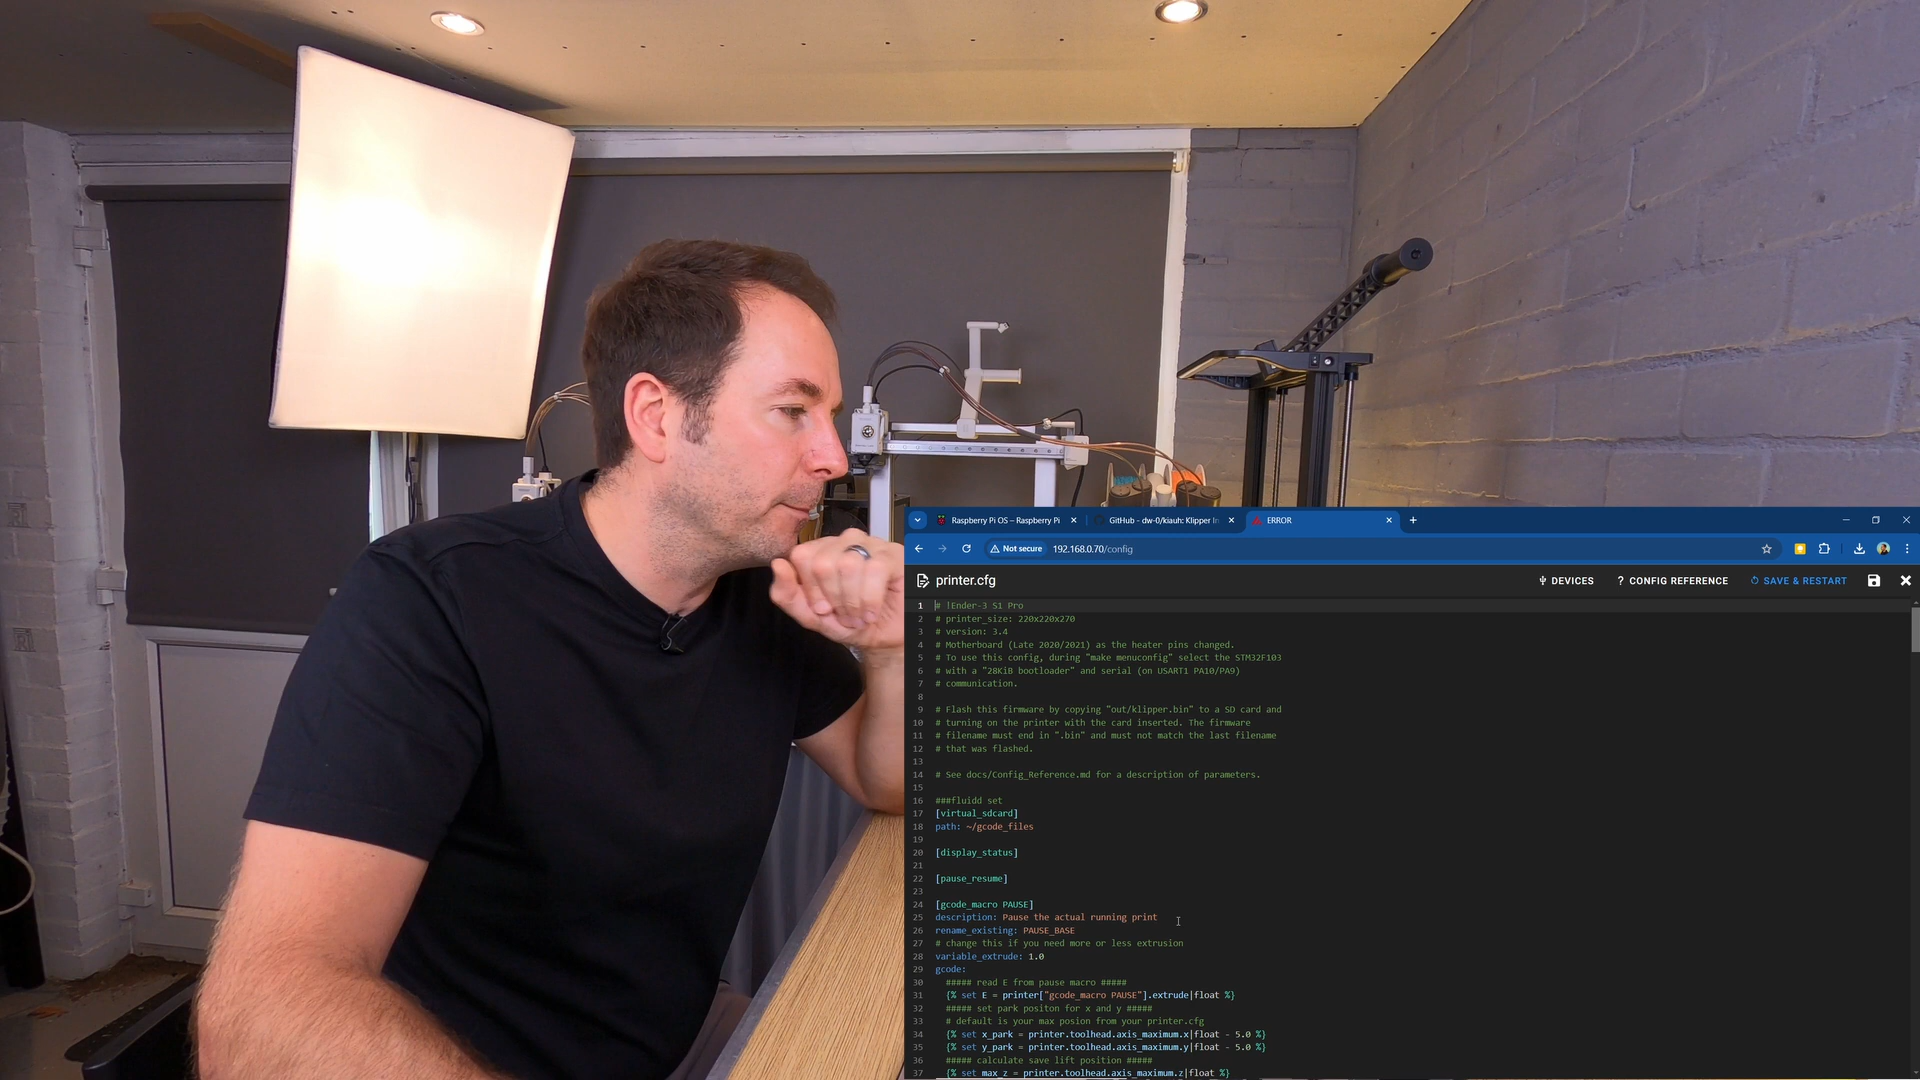 Raspberry Pi OS – Raspberry Pi
GitHub - dw-0/kiauh: Klipper In
ERROR
Not secure
192.168.0.70/config
printer.cfg
DEVICES
? CONFIG REFERENCE
SAVE & RESTART
1 # !Ender-3 S1 Pro
2 # printer_size: 220x220x270
3 # version: 3.4
4 # Motherboard (Late 2020/2021) as the heater pins changed.
5 # To use this config, during "make menuconfig" select the STM32F103
6 # with a "28KiB bootloader" and serial (on USART1 PA10/PA9)
7 # communication.
8
9 # Flash this firmware by copying "out/klipper.bin" to a SD card and
10 # turning on the printer with the card inserted. The firmware
11 # filename must end in ".bin" and must not match the last filename
12 # that was flashed.
13
14 # See docs/Config_Reference.md for a description of parameters.
15
16 ###fluidd set
17 [virtual_sdcard]
18 path: ~/gcode_files
19
20 [display_status]
21
22 [pause_resume]
23
24 [gcode_macro PAUSE]
25 description: Pause the actual running print
26 rename_existing: PAUSE_BASE
27 # change this if you need more or less extrusion
28 variable_extrude: 1.0
29 gcode:
30 ##### read E from pause macro #####
31 {% set E = printer["gcode_macro PAUSE"].extrude|float %}
32 ##### set park positon for x and y #####
33 # default is your max posion from your printer.cfg
34 {% set x_park = printer.toolhead.axis_maximum.x|float - 5.0 %}
35 {% set y_park = printer.toolhead.axis_maximum.y|float - 5.0 %}
36 ##### calculate save lift position #####
37 {% set max_z = printer.toolhead.axis_maximum.z|float %}